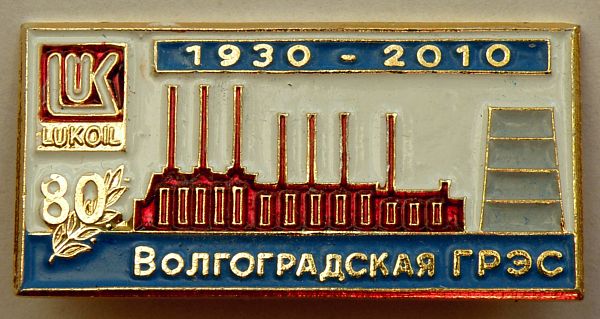 1930 - 2010
LUK
LUKOIL
80
ВОЛГОГРАДСКАЯ ГРЭС